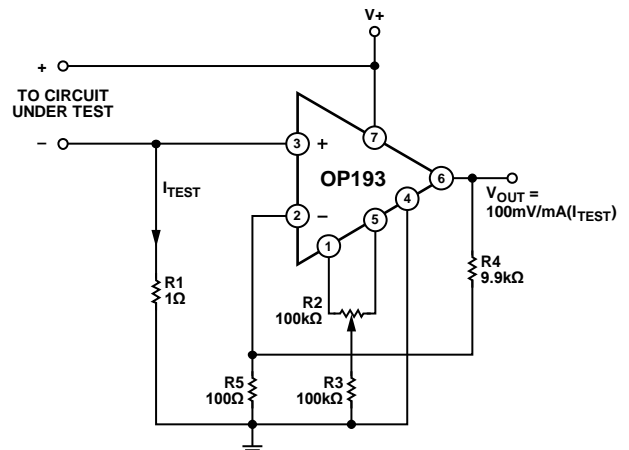 V+
+
TO CIRCUIT
UNDER TEST
−
3
+
7
OP193
6
VOUT =
100mV/mA(ITEST)
ITEST
2
−
4
5
1
R4
9.9kΩ
R1
1Ω
R2
100kΩ
R5
100Ω
R3
100kΩ